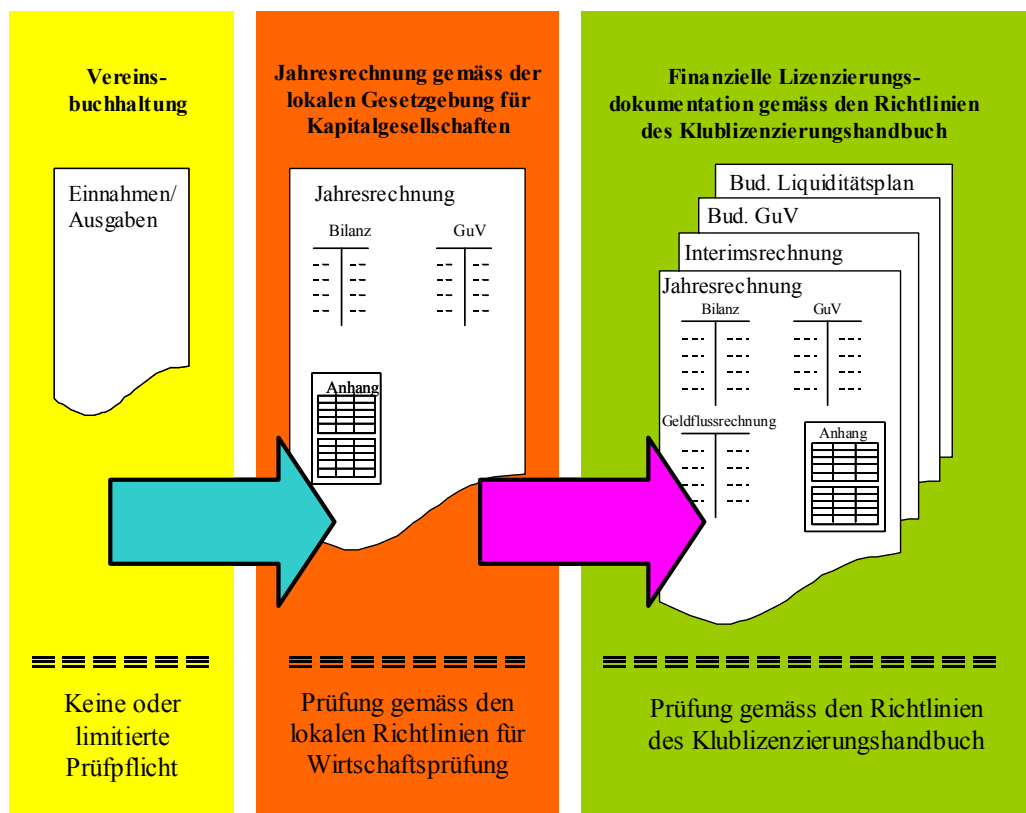 Vereins-
buchhaltung
Einnahmen/
Ausgaben
Keine oder
limitierte
Prüfpflicht
Jahresrechnung gemäss der
lokalen Gesetzgebung für
Kapitalgesellschaften
Jahresrechnung
Bilanz GuV
Anhang
Prüfung gemäss den
lokalen Richtlinien für
Wirtschaftsprüfung
Finanzielle Lizenzierungs-
dokumentation gemäss den Richtlinien
des Klublizenzierungshandbuch
Bud. Liquiditätsplan
Bud. GuV
Interimsrechnung
Jahresrechnung
Bilanz GuV
Geldflussrechnung
Anhang
Prüfung gemäss den Richtlinien
des Klublizenzierungshandbuch